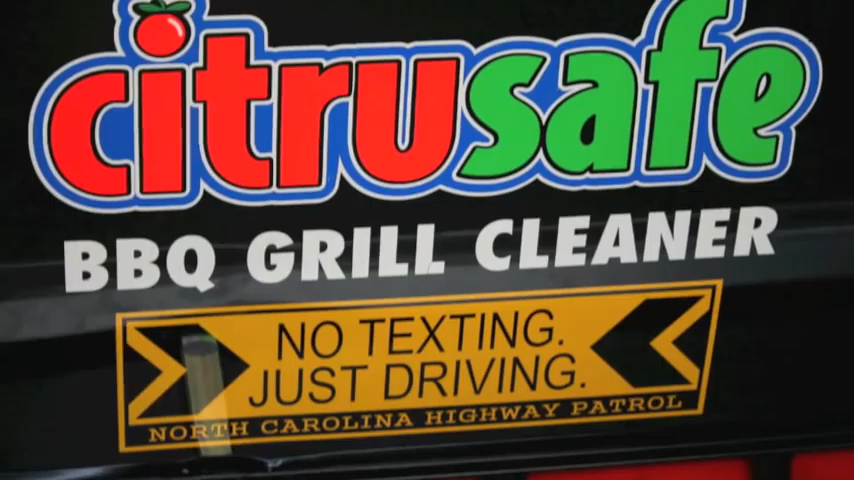 citrusafe
BBQ GRILL CLEANER
NO TEXTING.
JUST DRIVING.
NORTH CAROLINA HIGHWAY PATROL